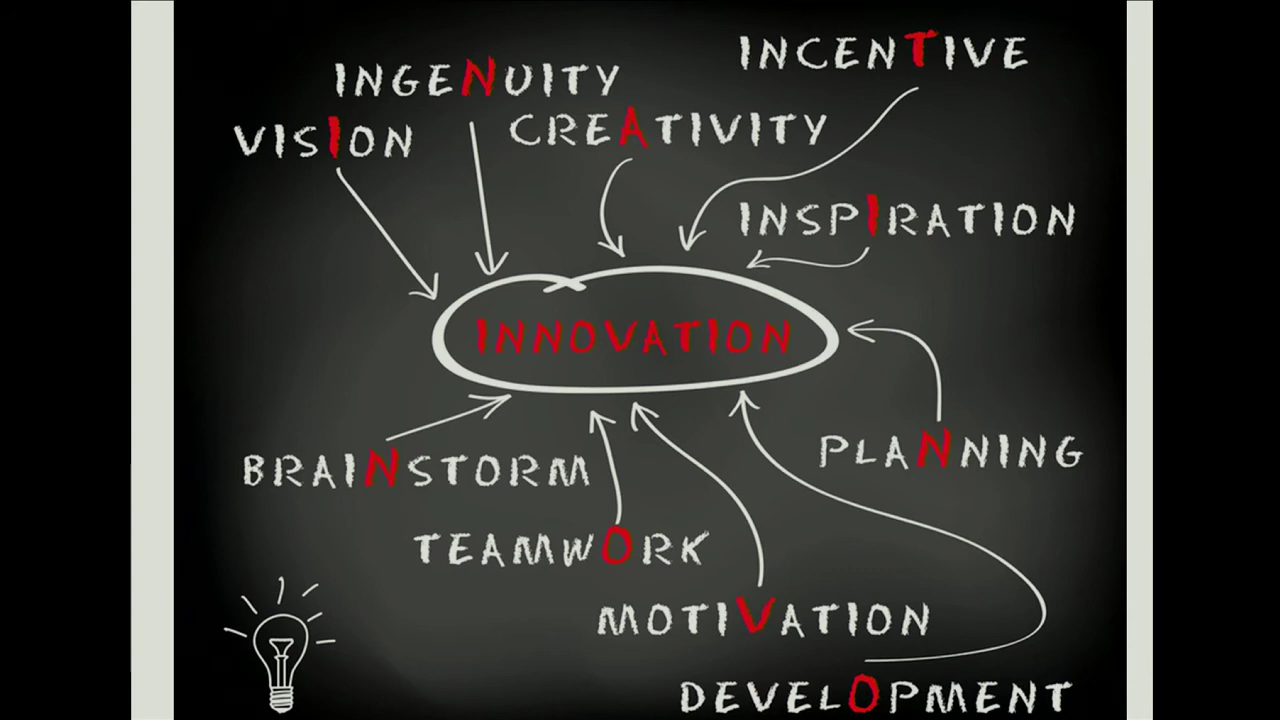 INCENTIVE
INGENUITY
CREATIVITY
VISION
INSPIRATION
INNOVATION
PLANNING
BRAINSTORM
TEAMWORK
MOTIVATION
DEVELOPMENT